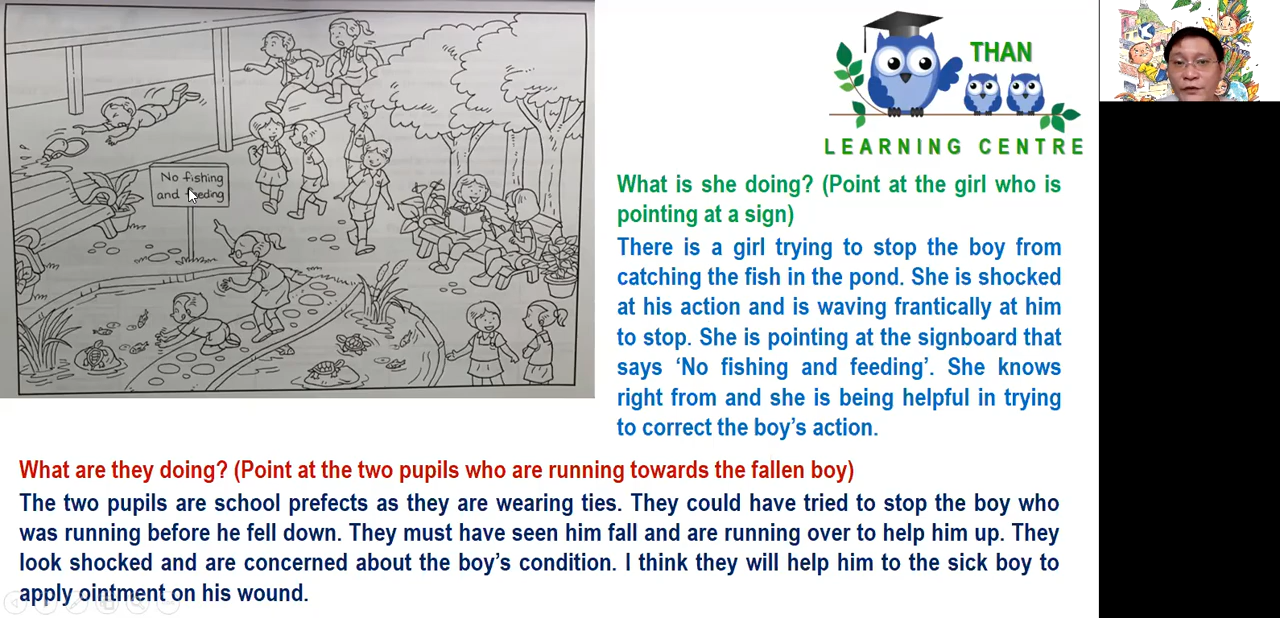 No fishing
and feeding
THAN
LEARNING CENTRE
What is she doing? (Point at the girl who is
pointing at a sign)
There is a girl trying to stop the boy from
catching the fish in the pond. She is shocked
at his action and is waving frantically at him
to stop. She is pointing at the signboard that
says ‘No fishing and feeding’. She knows
right from and she is being helpful in trying
to correct the boy’s action.
What are they doing? (Point at the two pupils who are running towards the fallen boy)
The two pupils are school prefects as they are wearing ties. They could have tried to stop the boy who
was running before he fell down. They must have seen him fall and are running over to help him up. They
look shocked and are concerned about the boy’s condition. I think they will help him to the sick boy to
apply ointment on his wound.